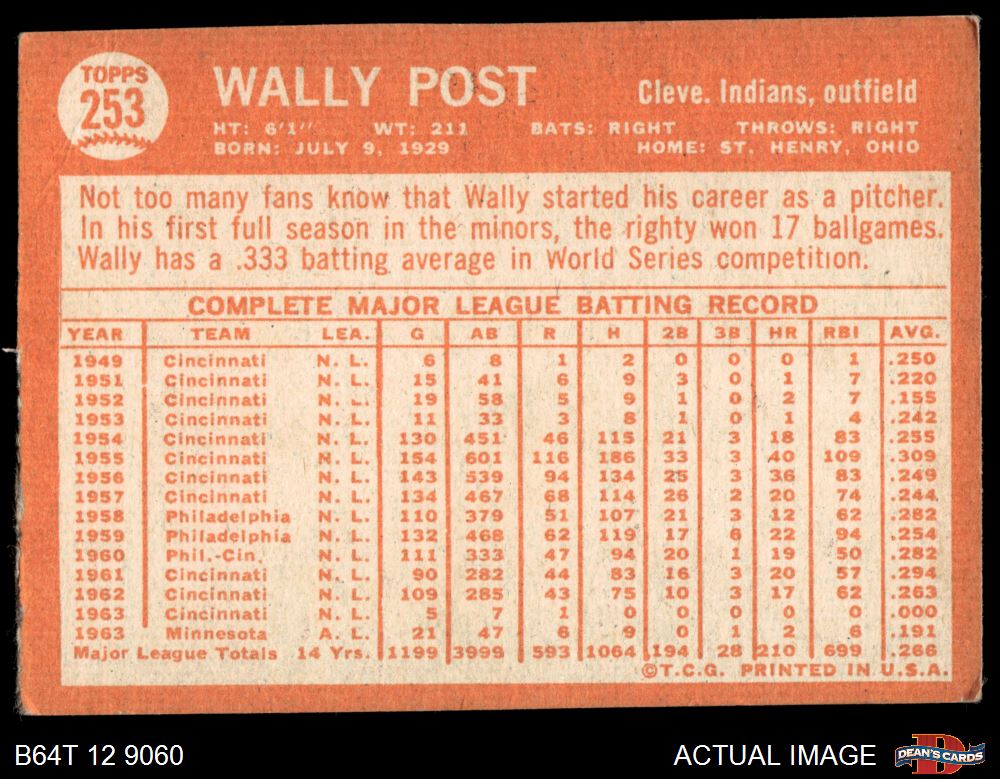 TOPPS
253
WALLY POST
Cleve. Indians, outfield
HT: 6'1" WT: 211 BATS: RIGHT THROWS: RIGHT
BORN: JULY 9, 1929 HOME: ST. HENRY, OHIO
Not too many fans know that Wally started his career as a pitcher.
In his first full season in the minors, the righty won 17 ballgames.
Wally has a .333 batting average in World Series competition.
COMPLETE MAJOR LEAGUE BATTING RECORD
YEAR TEAM LEA. G AB R H 2B 3B HR RBI AVG.
1949 Cincinnati N. L. 6 8 1 2 0 0 0 1 .250
1951 Cincinnati N. L. 15 41 6 9 3 0 1 7 .220
1952 Cincinnati N. L. 19 58 5 9 1 0 2 7 .155
1953 Cincinnati N. L. 11 33 3 8 1 0 1 4 .242
1954 Cincinnati N. L. 130 451 46 115 21 3 18 83 .255
1955 Cincinnati N. L. 154 601 116 186 33 3 40 109 .309
1956 Cincinnati N. L. 143 539 94 134 25 3 36 83 .249
1957 Cincinnati N. L. 134 467 68 114 26 2 20 74 .244
1958 Philadelphia N. L. 110 379 51 107 21 3 12 62 .282
1959 Philadelphia N. L. 132 468 62 119 17 6 22 94 .254
1960 Phil.-Cin. N. L. 111 333 47 94 20 1 19 50 .282
1961 Cincinnati N. L. 90 282 44 83 16 3 20 57 .294
1962 Cincinnati N. L. 109 285 43 75 10 3 17 62 .263
1963 Cincinnati N. L. 5 7 1 0 0 0 0 0 .000
1963 Minnesota A. L. 21 47 6 9 0 1 2 6 .191
Major League Totals 14 Yrs. 1199 3999 593 1064 194 28 210 699 .266
©T.C.G. PRINTED IN U.S.A.
B64T 12 9060
ACTUAL IMAGE
DEAN'S CARDS